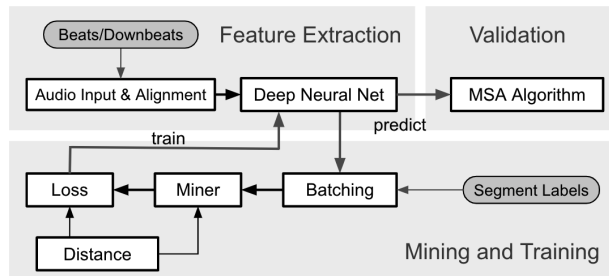 Beats/Downbeats
Feature Extraction
Validation
Audio Input & Alignment
Deep Neural Net
MSA Algorithm
train
predict
Loss
Miner
Batching
Segment Labels
Distance
Mining and Training